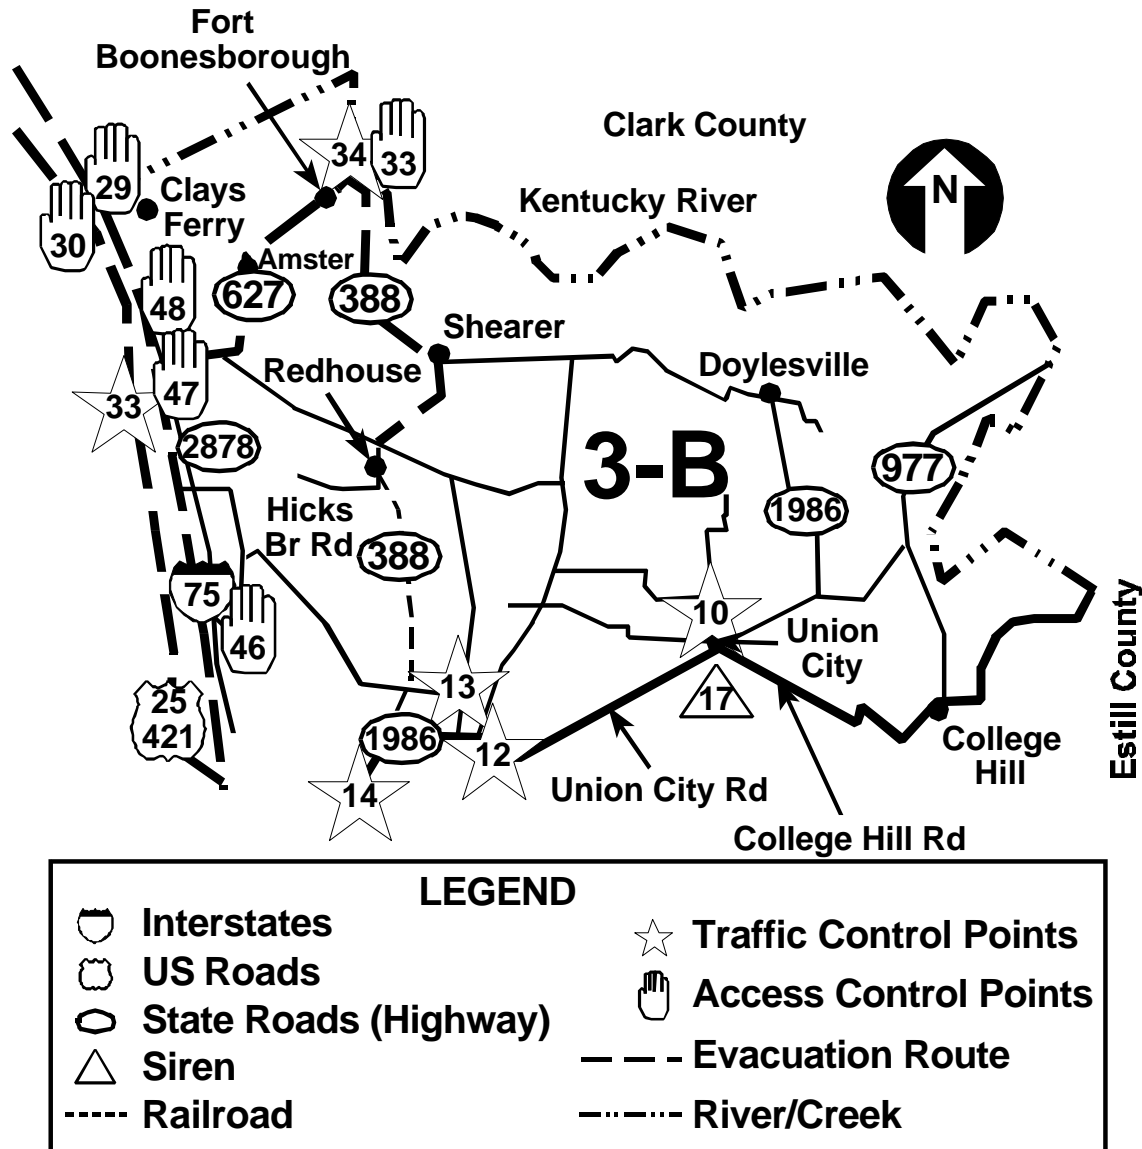 Fort
Boonesborough
Clark County
34
33
29
Clays
Ferry
Kentucky River
N
30
Amster
48
627
388
Shearer
Redhouse
Doylesville
47
33
2878
3-B
977
1986
Hicks
Br Rd
388
75
46
10
Union
City
Estill County
13
17
25
421
1986
12
College
Hill
14
Union City Rd
College Hill Rd
LEGEND
Interstates
US Roads
State Roads (Highway)
Siren
Railroad
Traffic Control Points
Access Control Points
Evacuation Route
River/Creek